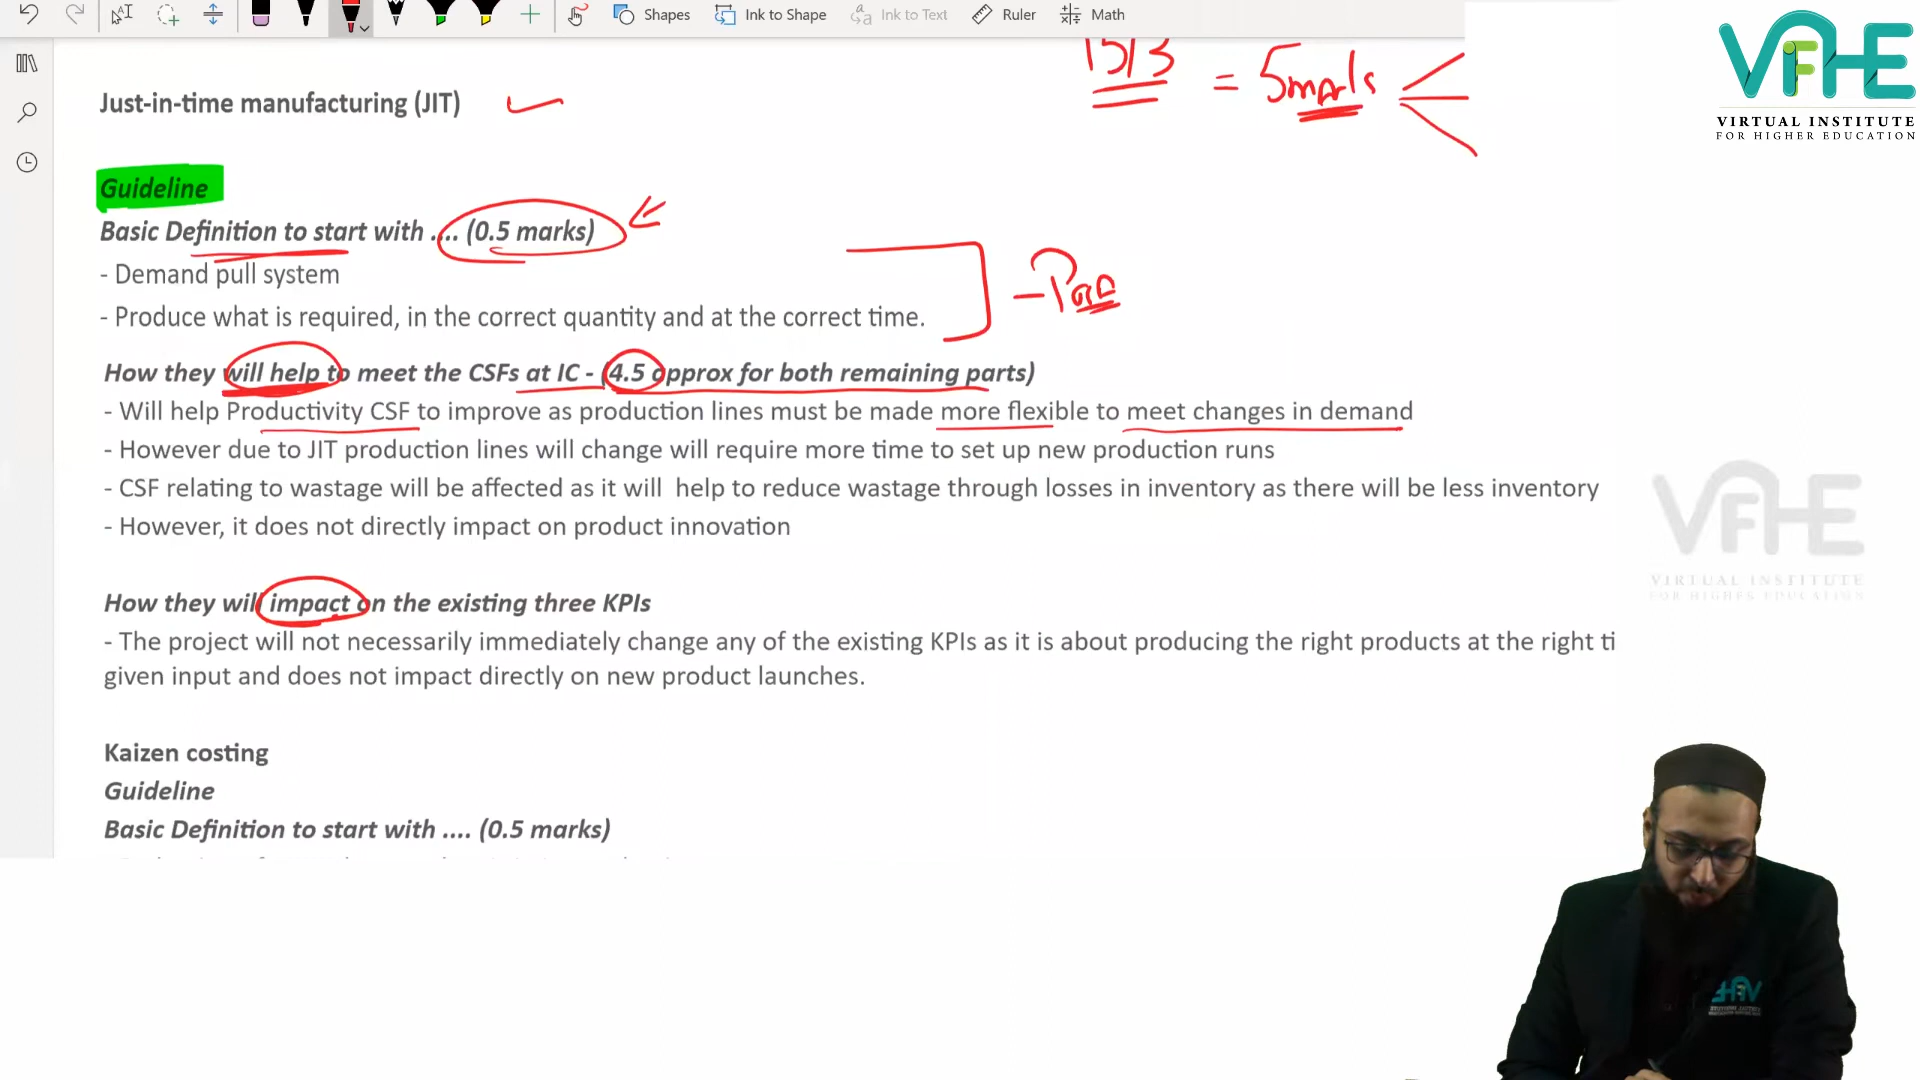 Shapes Ink to Shape Ink to Text Ruler Math
VFHE
VIRTUAL INSTITUTE
FOR HIGHER EDUCATION
= 5 marks
Just-in-time manufacturing (JIT)
Guideline
Basic Definition to start with .... (0.5 marks)
- Demand pull system
- Produce what is required, in the correct quantity and at the correct time.
How they will help to meet the CSFs at IC - (4.5 approx for both remaining parts)
- Will help Productivity CSF to improve as production lines must be made more flexible to meet changes in demand
- However due to JIT production lines will change will require more time to set up new production runs
- CSF relating to wastage will be affected as it will help to reduce wastage through losses in inventory as there will be less inventory
- However, it does not directly impact on product innovation
VFHE
VIRTUAL INSTITUTE
FOR HIGHER EDUCATION
How they will impact on the existing three KPIs
- The project will not necessarily immediately change any of the existing KPIs as it is about producing the right products at the right ti
given input and does not impact directly on new product launches.
Kaizen costing
Guideline
Basic Definition to start with .... (0.5 marks)